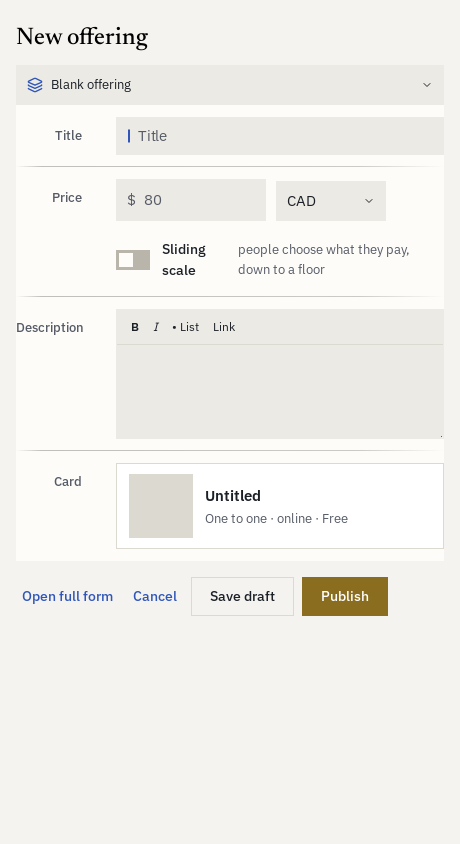 New offering
Blank offering
Title
Title
Price
$ 80
CAD
Sliding scale
people choose what they pay,
down to a floor
Description
B I • List Link
Card
Untitled
One to one · online · Free
Open full form
Cancel
Save draft
Publish